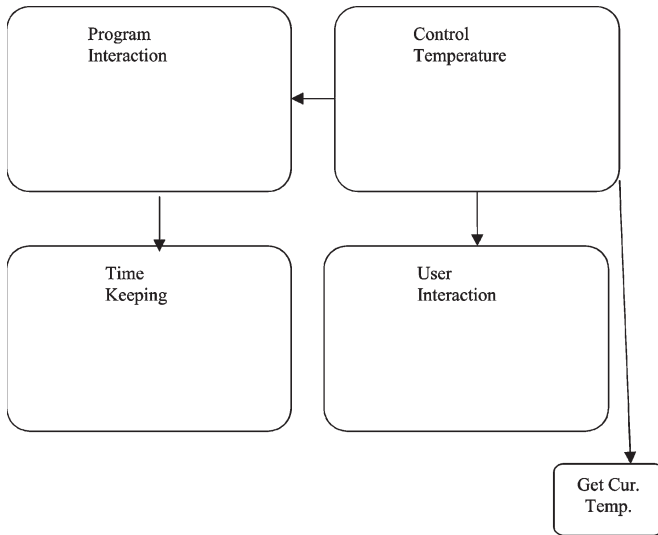 Program
Interaction
Control
Temperature
Time
Keeping
User
Interaction
Get Cur.
Temp.